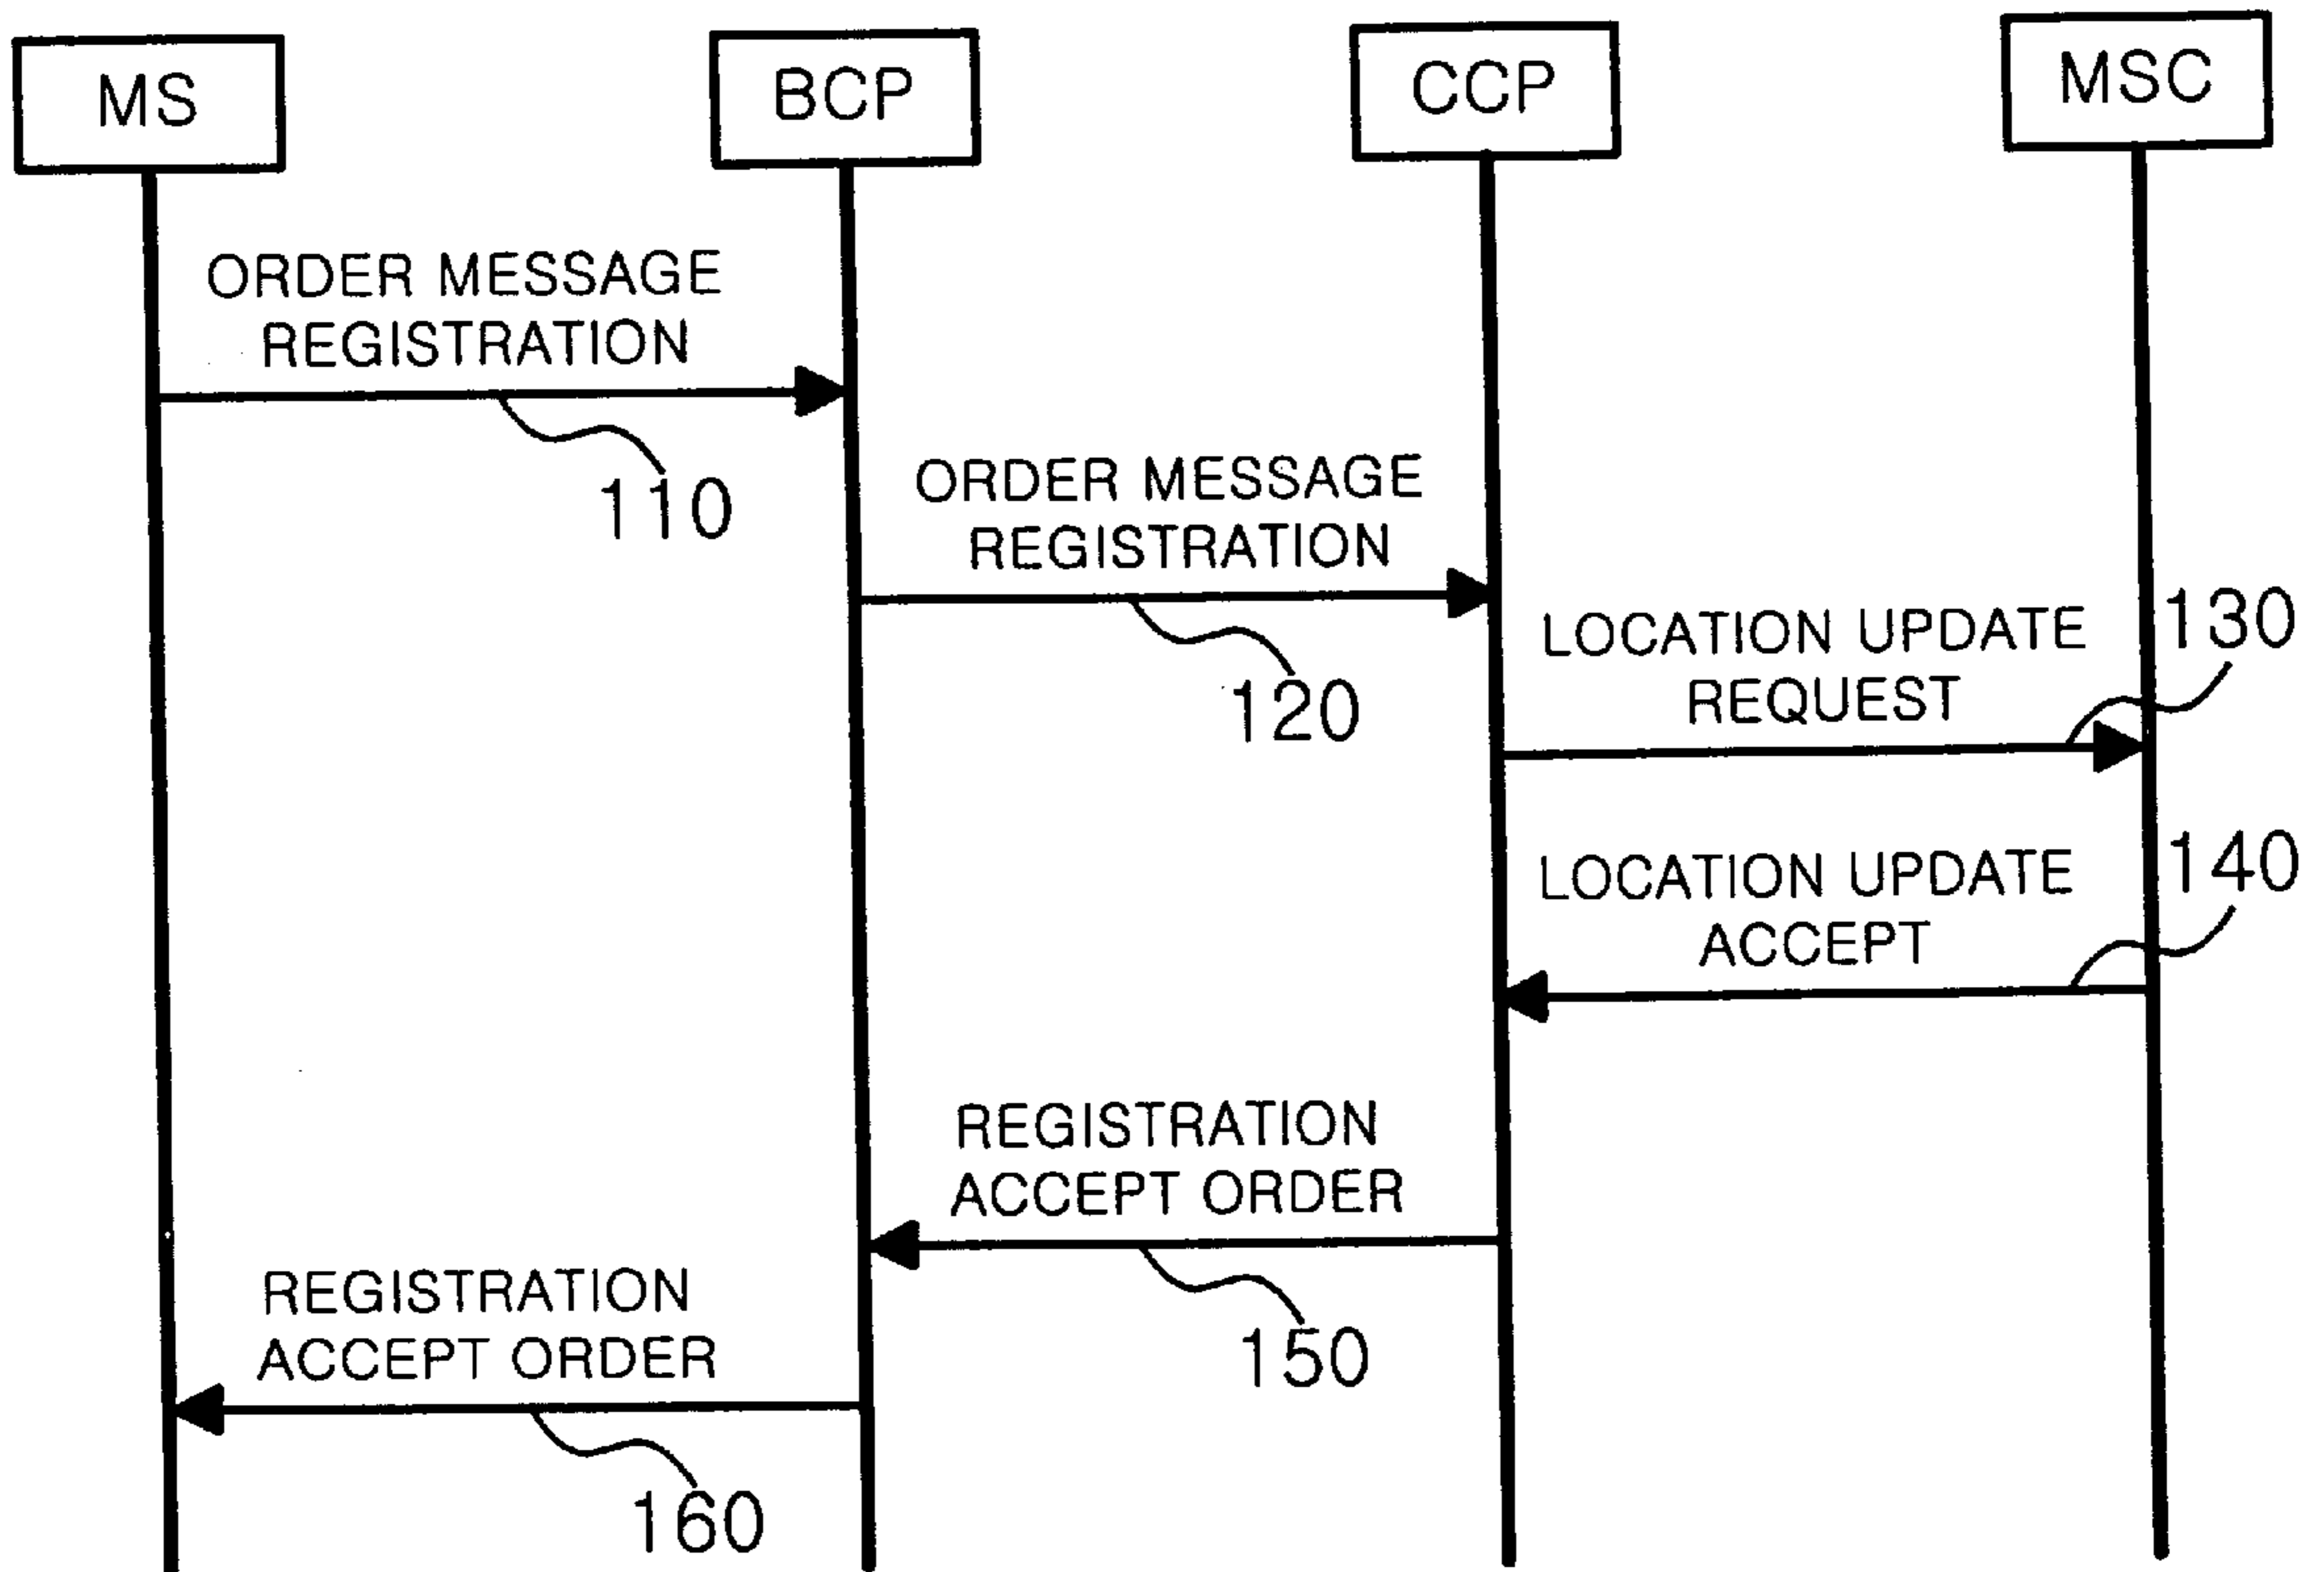 MS
BCP
CCP
MSC
ORDER MESSAGE
REGISTRATION
110
ORDER MESSAGE
REGISTRATION
120
LOCATION UPDATE
REQUEST
130
LOCATION UPDATE
ACCEPT
140
REGISTRATION
ACCEPT ORDER
150
REGISTRATION
ACCEPT ORDER
160